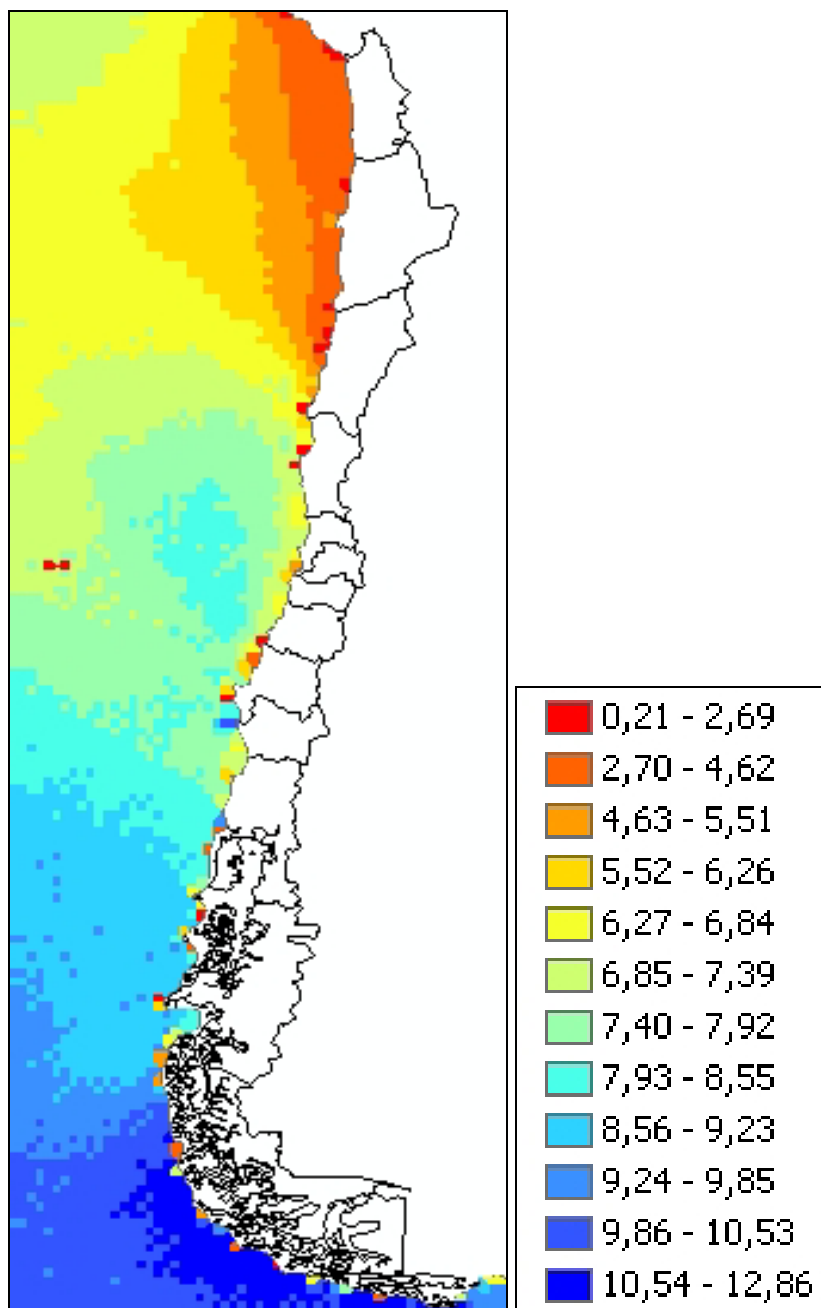 0,21 - 2,69
2,70 - 4,62
4,63 - 5,51
5,52 - 6,26
6,27 - 6,84
6,85 - 7,39
7,40 - 7,92
7,93 - 8,55
8,56 - 9,23
9,24 - 9,85
9,86 - 10,53
10,54 - 12,86